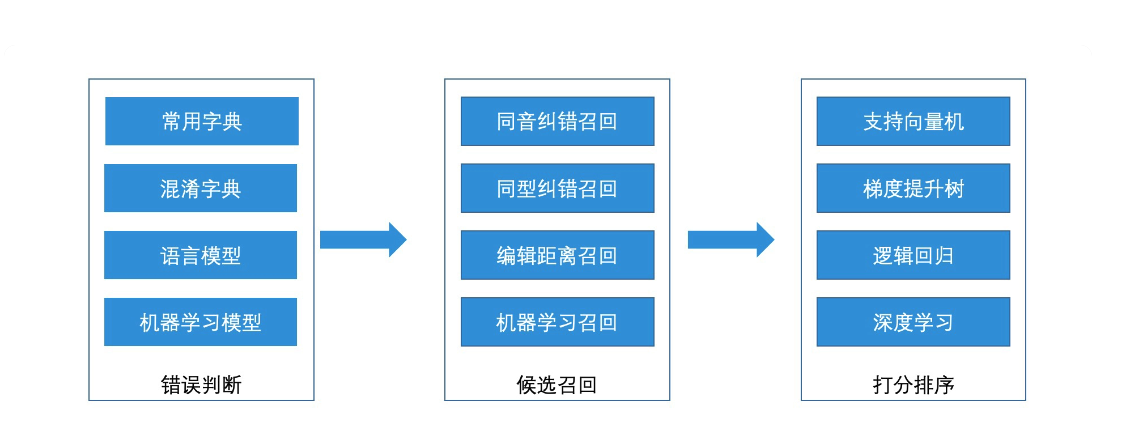 常用字典
混淆字典
语言模型
机器学习模型
错误判断
同音纠错召回
同型纠错召回
编辑距离召回
机器学习召回
候选召回
支持向量机
梯度提升树
逻辑回归
深度学习
打分排序